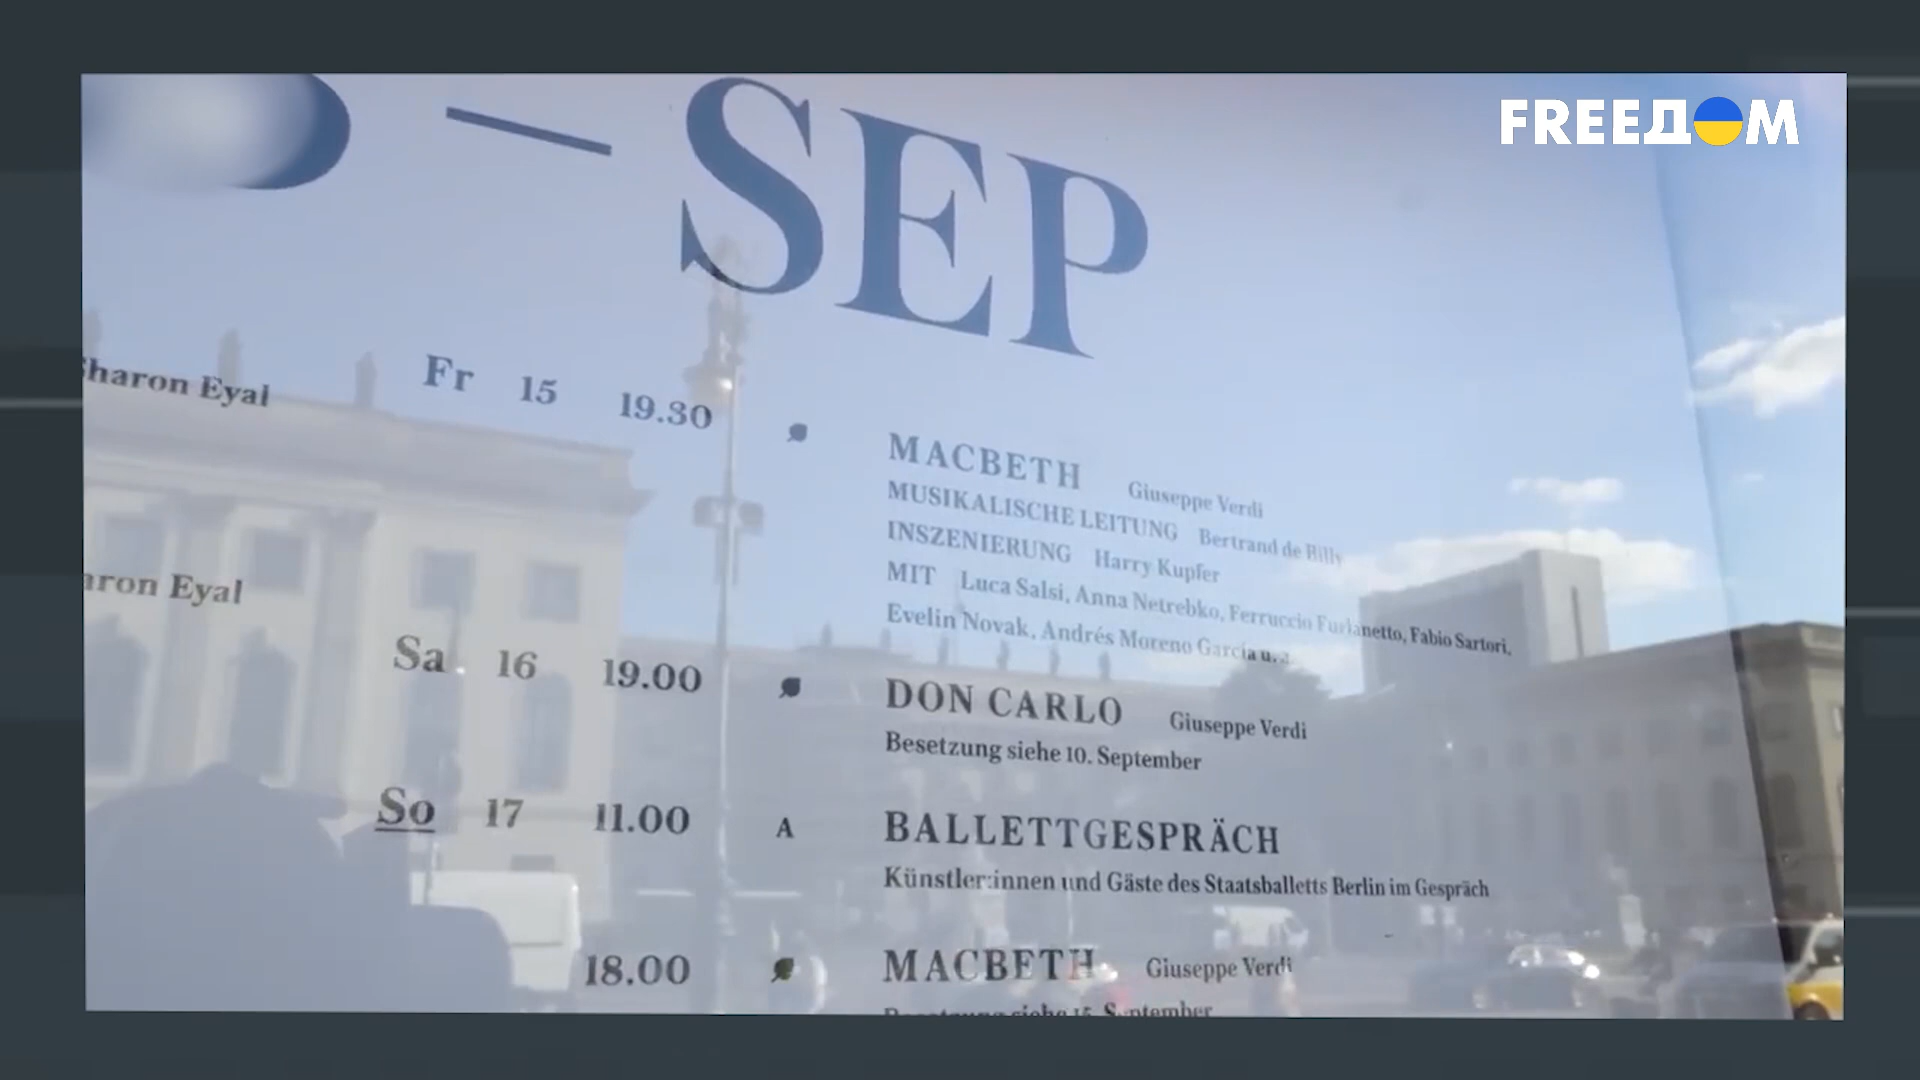 FREEДOM
– SEP
Sharon Eyal
Fr 15 19.30
MACBETH Giuseppe Verdi
MUSIKALISCHE LEITUNG Bertrand de Billy
INSZENIERUNG Harry Kupfer
MIT Luca Salsi, Anna Netrebko, Ferruccio Furlanetto, Fabio Sartori,
Evelin Novak, Andrés Moreno García u. a.
aron Eyal
Sa 16 19.00
DON CARLO Giuseppe Verdi
Besetzung siehe 10. September
So 17 11.00 A
BALLETTGESPRÄCH
Künstler:innen und Gäste des Staatsballetts Berlin im Gespräch
18.00
MACBETH Giuseppe Verdi
siehe 15. September